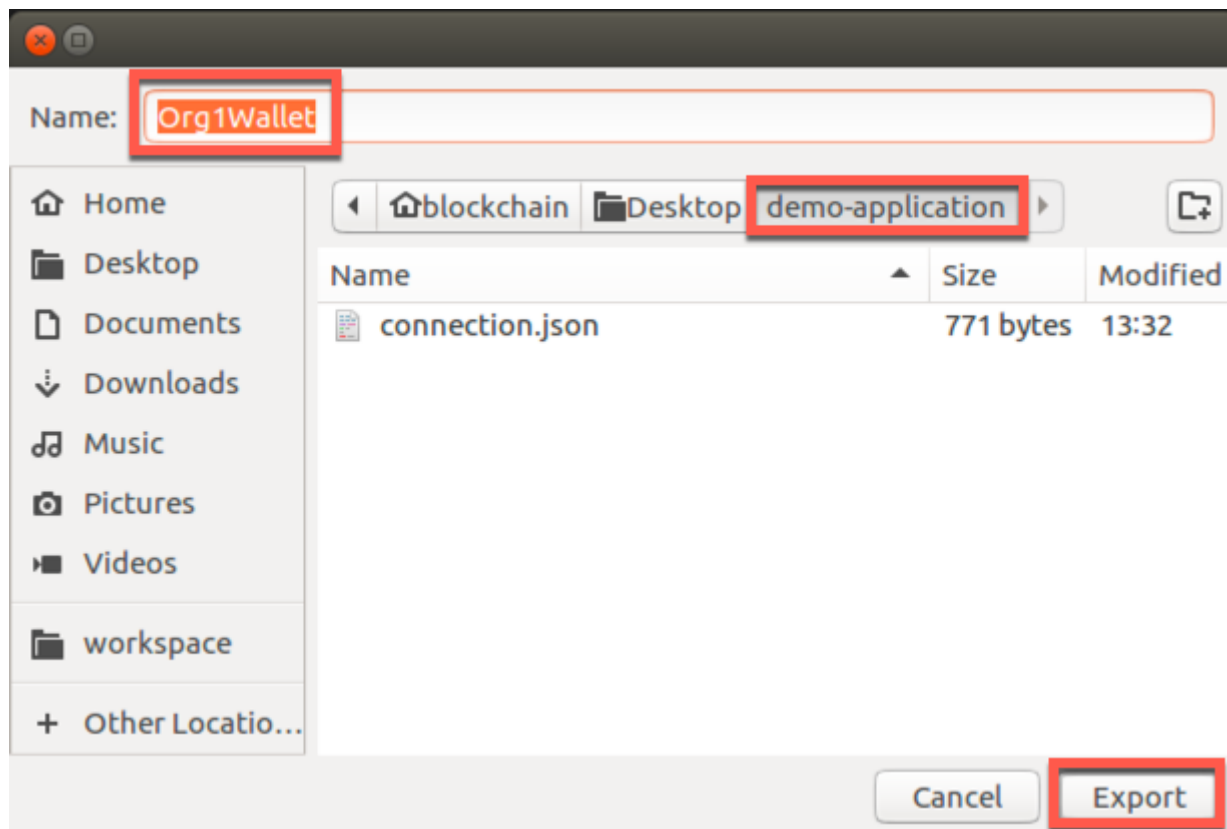 Name: Org1Wallet
Home
Desktop
Documents
Downloads
Music
Pictures
Videos
workspace
+ Other Locatio...
blockchain Desktop demo-application
Name Size Modified
connection.json 771 bytes 13:32
Cancel Export